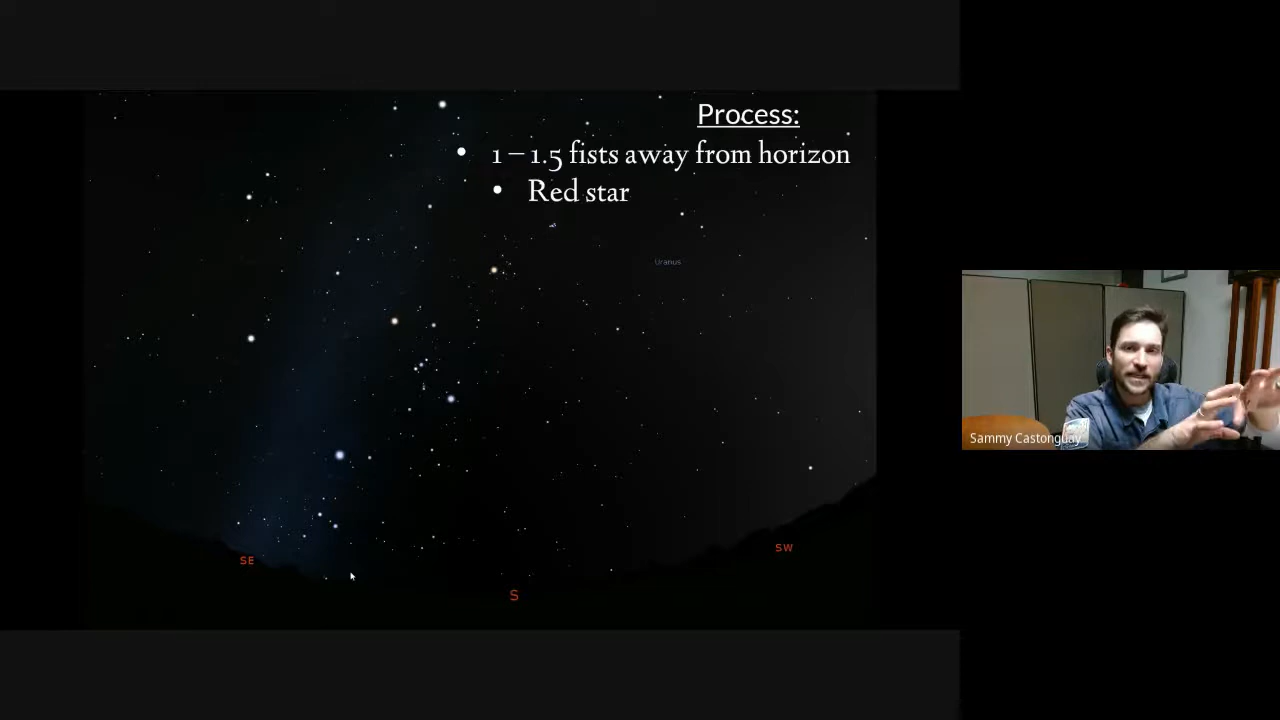 Process:
• 1 – 1.5 fists away from horizon
• Red star
Uranus
Sammy Castonguay
SE
SW
S